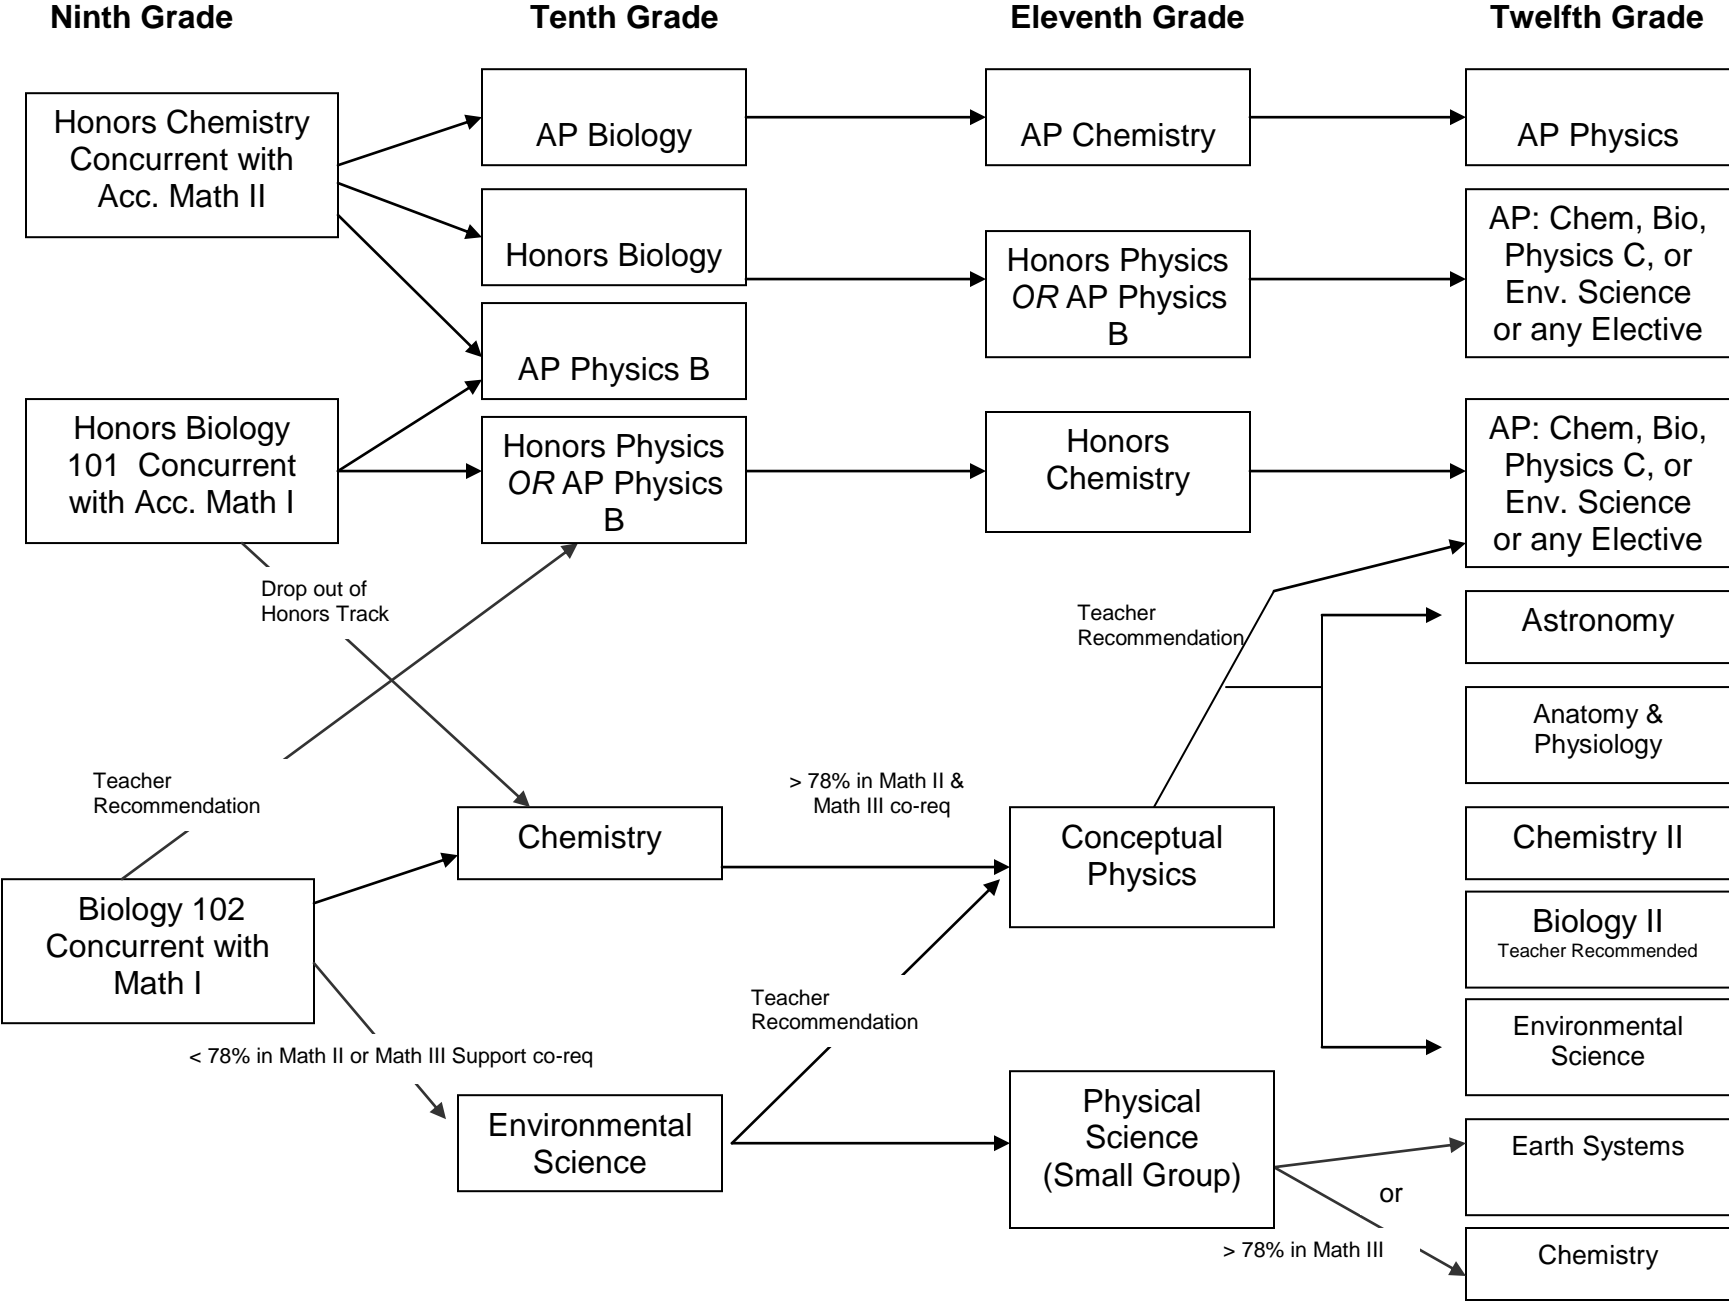 Ninth Grade
Tenth Grade
Eleventh Grade
Twelfth Grade
Honors Chemistry
Concurrent with
Acc. Math II
AP Biology
AP Chemistry
AP Physics
Honors Biology
Honors Physics
OR AP Physics
B
AP: Chem, Bio,
Physics C, or
Env. Science
or any Elective
AP Physics B
Honors Biology
101 Concurrent
with Acc. Math I
Honors Physics
OR AP Physics
B
Honors
Chemistry
AP: Chem, Bio,
Physics C, or
Env. Science
or any Elective
Drop out of
Honors Track
Teacher
Recommendation
Astronomy
Anatomy &
Physiology
Teacher
Recommendation
> 78% in Math II &
Math III co-req
Chemistry
Conceptual
Physics
Chemistry II
Biology 102
Concurrent with
Math I
Biology II
Teacher Recommended
Teacher
Recommendation
Environmental
Science
< 78% in Math II or Math III Support co-req
Environmental
Science
Physical
Science
(Small Group)
Earth Systems
or
> 78% in Math III
Chemistry